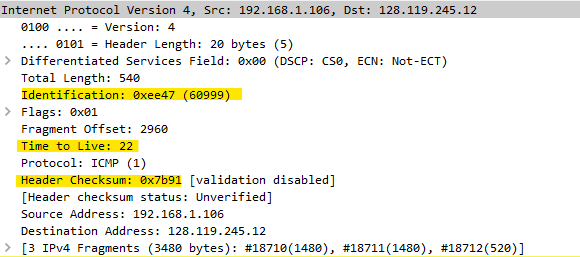 Internet Protocol Version 4, Src: 192.168.1.106, Dst: 128.119.245.12
0100 .... = Version: 4
.... 0101 = Header Length: 20 bytes (5)
Differentiated Services Field: 0x00 (DSCP: CS0, ECN: Not-ECT)
Total Length: 540
Identification: 0xee47 (60999)
Flags: 0x01
Fragment Offset: 2960
Time to Live: 22
Protocol: ICMP (1)
Header Checksum: 0x7b91 [validation disabled]
[Header checksum status: Unverified]
Source Address: 192.168.1.106
Destination Address: 128.119.245.12
[3 IPv4 Fragments (3480 bytes): #18710(1480), #18711(1480), #18712(520)]